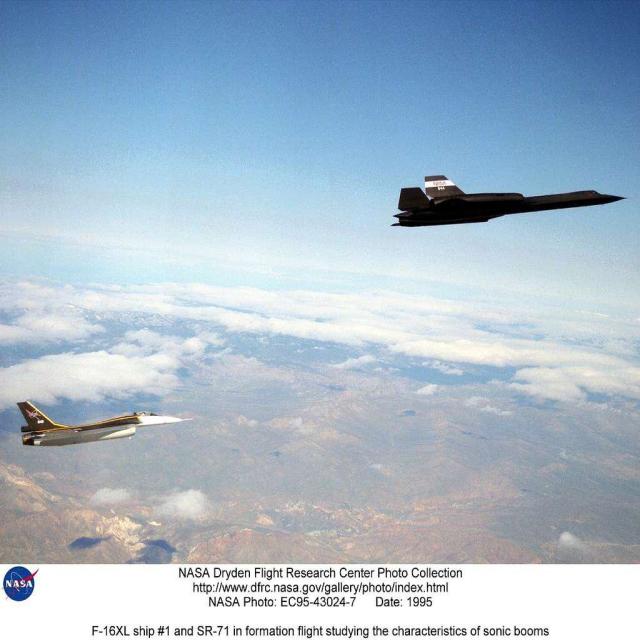 NASA
NASA Dryden Flight Research Center Photo Collection
http://www.dfrc.nasa.gov/gallery/photo/index.html
NASA Photo: EC95-43024-7 Date: 1995
F-16XL ship #1 and SR-71 in formation flight studying the characteristics of sonic booms